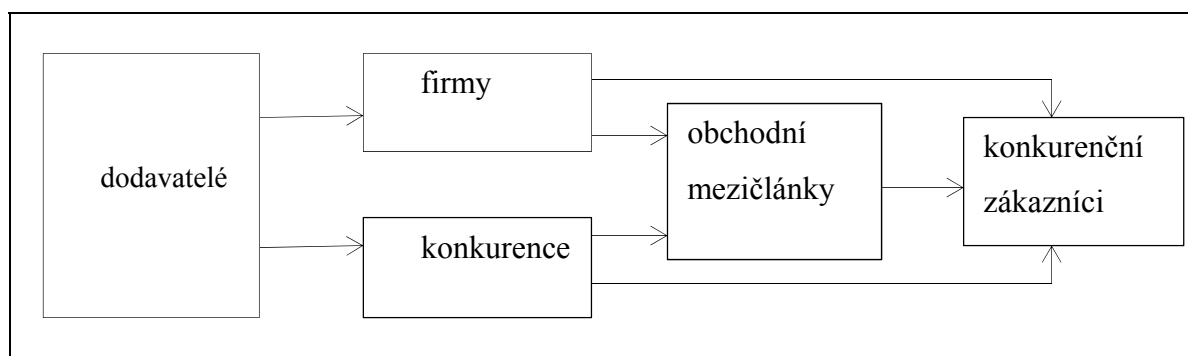 dodavatelé
firmy
konkurence
obchodní
mezičlánky
konkurenční
zákazníci